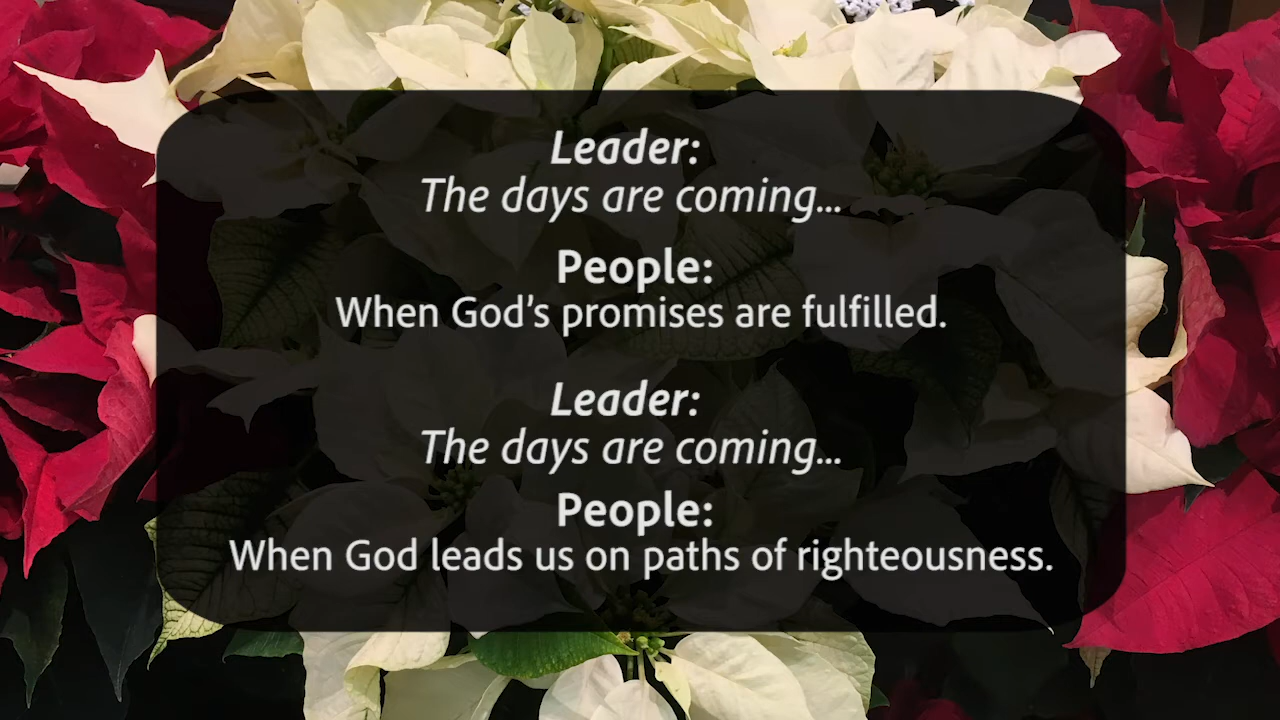 Leader:
The days are coming...
People:
When God's promises are fulfilled.
Leader:
The days are coming...
People:
When God leads us on paths of righteousness.